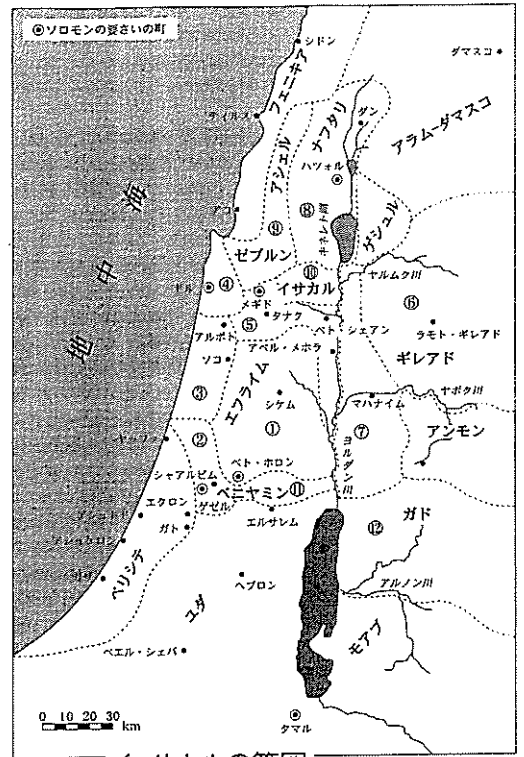 ◎ソロモンの要さいの町
シドン
ダマスコ
フェニキア
ナフタリ
ダン
アラム-ダマスコ
アシェル
ハツォル
アコ
⑧
⑨
キネレテ湖
ゲシュル
地中海
ゼブルン
⑩
ヤルムク川
ドル
④
イサカル
メギド
⑥
⑤
タナク
ベト・シェアン
ラモト・ギレアド
アルボト
アベル・メホラ
ギレアド
ソコ
エフライム
③
シケム
マハナイム
ヤボク川
①
⑦
アンモン
②
ヨルダン川
ベト・ホロン
シャアルビム
ベニヤミン
⑪
ゲゼル
エクロン
ガト
エルサレム
ガド
⑫
ペリシテ
ヘブロン
アルノン川
ユダ
モアブ
ベエル・シェバ
0 10 20 30 km
タマル